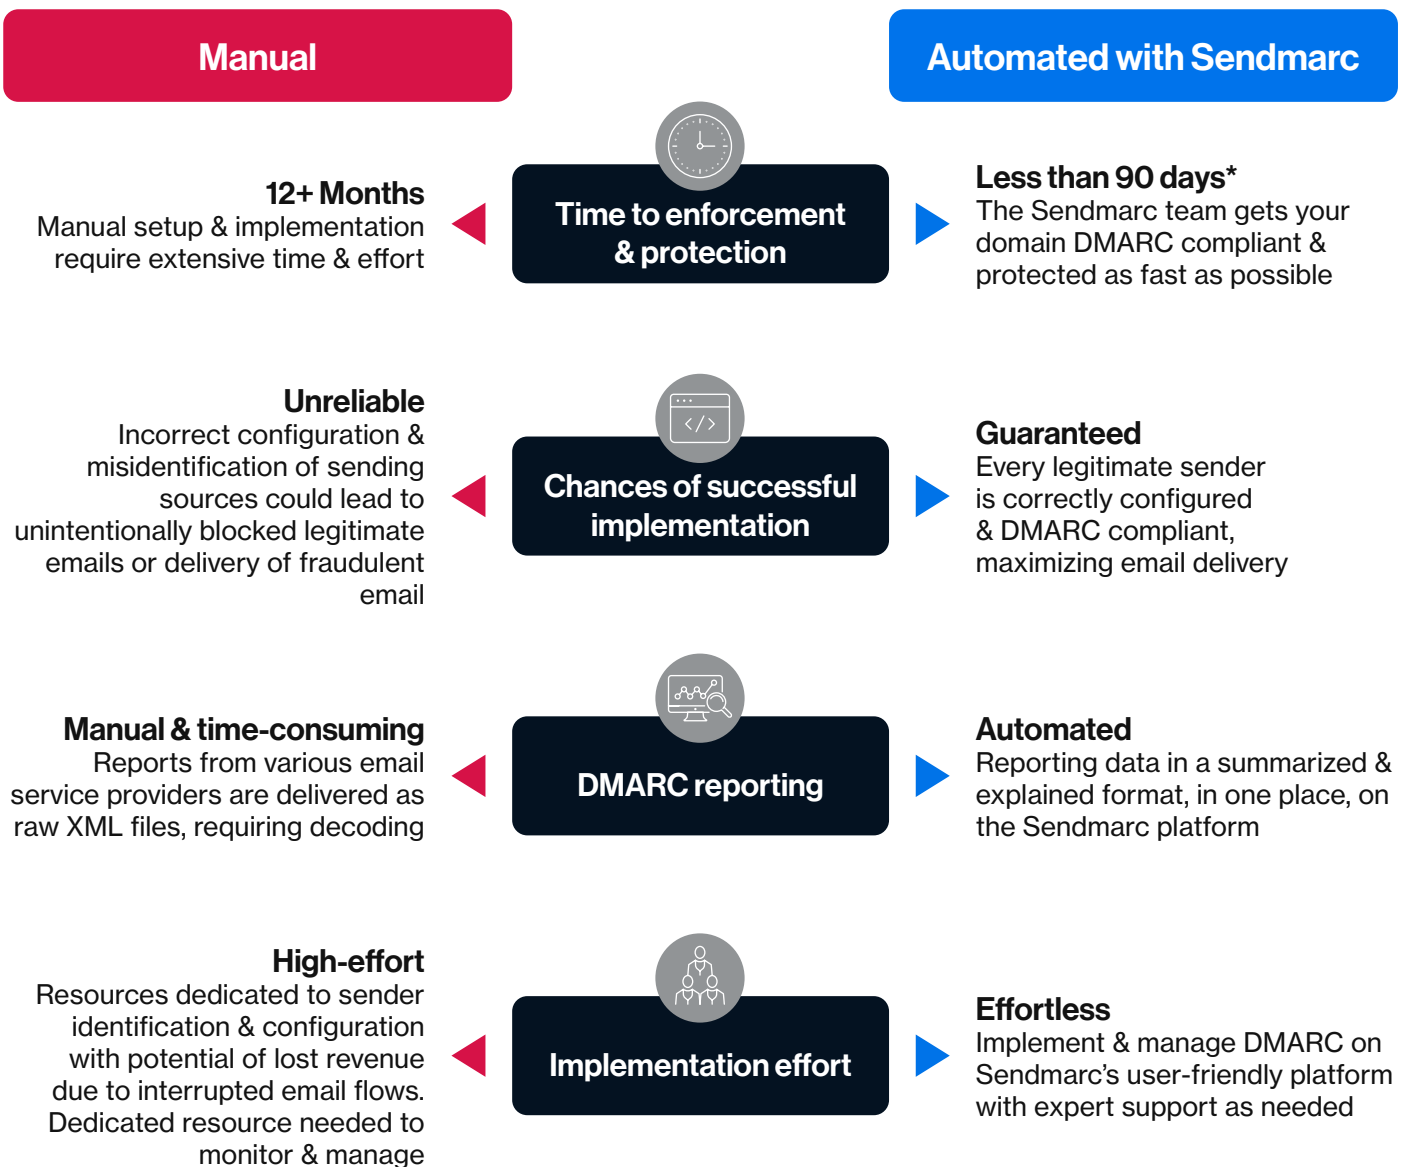 Manual
Automated with Sendmarc
12+ Months
Manual setup & implementation
require extensive time & effort
Time to enforcement
& protection
Less than 90 days*
The Sendmarc team gets your
domain DMARC compliant &
protected as fast as possible
Unreliable
Incorrect configuration &
misidentification of sending
sources could lead to
unintentionally blocked legitimate
emails or delivery of fraudulent
email
</>
Chances of successful
implementation
Guaranteed
Every legitimate sender
is correctly configured
& DMARC compliant,
maximizing email delivery
Manual & time-consuming
Reports from various email
service providers are delivered as
raw XML files, requiring decoding
DMARC reporting
Automated
Reporting data in a summarized &
explained format, in one place, on
the Sendmarc platform
High-effort
Resources dedicated to sender
identification & configuration
with potential of lost revenue
due to interrupted email flows.
Dedicated resource needed to
monitor & manage
Implementation effort
Effortless
Implement & manage DMARC on
Sendmarc’s user-friendly platform
with expert support as needed